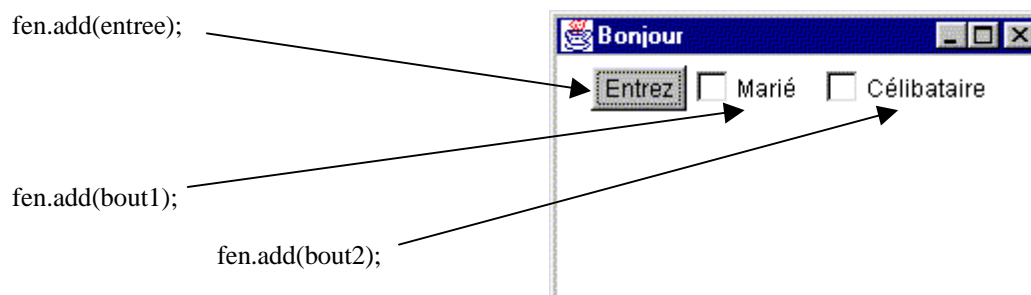 fen.add(entree);
Bonjour
Entrez Marié Célibataire
fen.add(bout1);
fen.add(bout2);